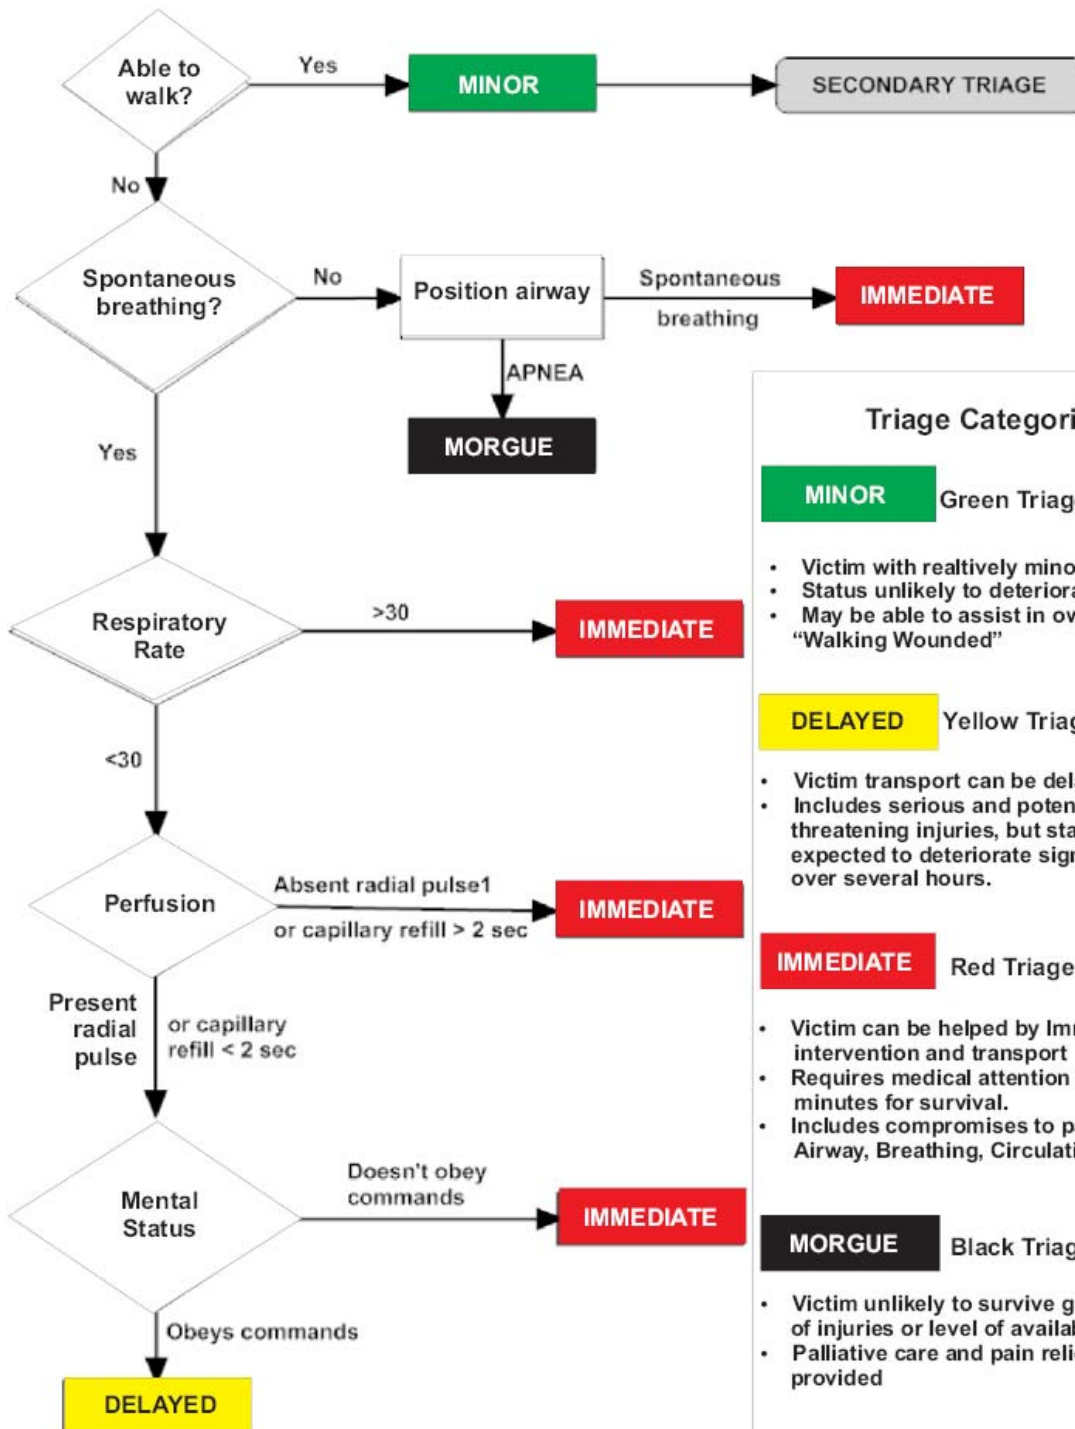 Able to
walk?
Yes
MINOR
SECONDARY TRIAGE
No
Spontaneous
breathing?
No
Position airway
Spontaneous
breathing
IMMEDIATE
APNEA
MORGUE
Yes
Respiratory
Rate
>30
IMMEDIATE
<30
Perfusion
Absent radial pulse1
or capillary refill > 2 sec
IMMEDIATE
Present
radial
pulse
or capillary
refill < 2 sec
Mental
Status
Doesn't obey
commands
IMMEDIATE
Obeys commands
DELAYED
Triage Categori
MINOR
Green Triag
• Victim with realtively mino
• Status unlikely to deteriora
• May be able to assist in ov
“Walking Wounded”
DELAYED
Yellow Triag
• Victim transport can be del
• Includes serious and poten
threatening injuries, but sta
expected to deteriorate sign
over several hours.
IMMEDIATE
Red Triage
• Victim can be helped by Im
intervention and transport
• Requires medical attention
minutes for survival.
• Includes compromises to p
Airway, Breathing, Circulati
MORGUE
Black Triag
• Victim unlikely to survive g
of injuries or level of availab
• Palliative care and pain reli
provided